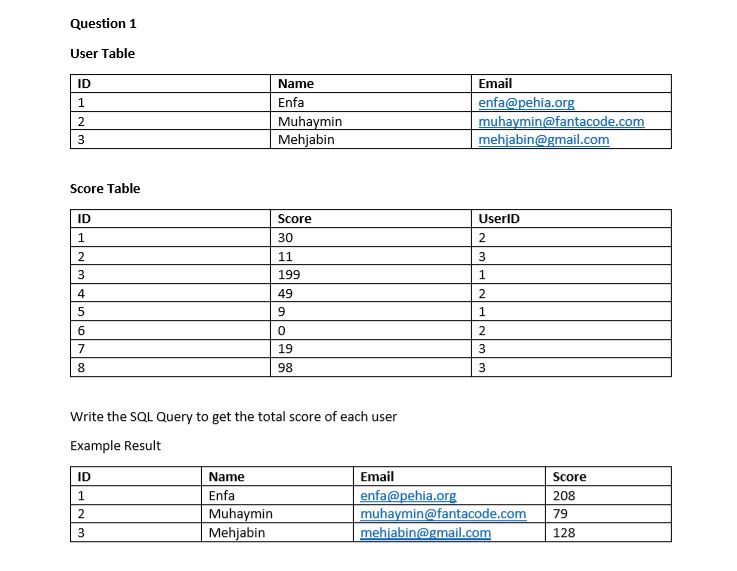 Question 1
User Table
ID Name Email
1 Enfa enfa@pehia.org
2 Muhaymin muhaymin@fantacode.com
3 Mehjabin mehjabin@gmail.com
Score Table
ID Score UserID
1 30 2
2 11 3
3 199 1
4 49 2
5 9 1
6 0 2
7 19 3
8 98 3
Write the SQL Query to get the total score of each user
Example Result
ID Name Email Score
1 Enfa enfa@pehia.org 208
2 Muhaymin muhaymin@fantacode.com 79
3 Mehjabin mehjabin@gmail.com 128